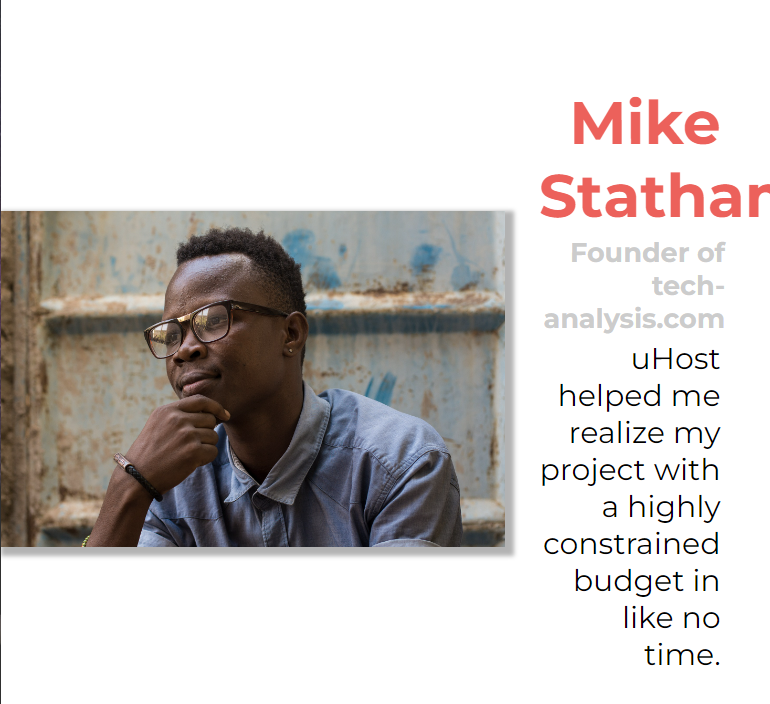 Mike
Stathan
Founder of
tech-
analysis.com
uHost
helped me
realize my
project with
a highly
constrained
budget in
like no
time.